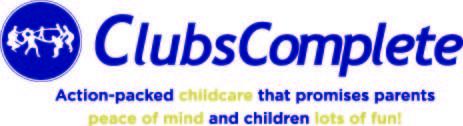 ClubsComplete
Action-packed childcare that promises parents
peace of mind and children lots of fun!